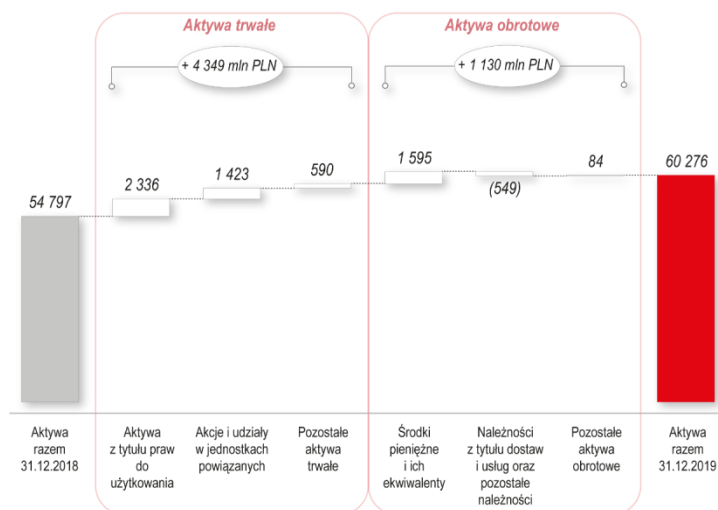 Aktywa trwałe
Aktywa obrotowe
+ 4 349 mln PLN
+ 1 130 mln PLN
54 797
2 336
1 423
590
1 595
(549)
84
60 276
Aktywa
razem
31.12.2018
Aktywa
z tytułu praw
do
użytkowania
Akcje i udziały
w jednostkach
powiązanych
Pozostałe
aktywa
trwałe
Środki
pieniężne
i ich
ekwiwalenty
Należności
z tytułu dostaw
i usług oraz
pozostałe
należności
Pozostałe
aktywa
obrotowe
Aktywa
razem
31.12.2019